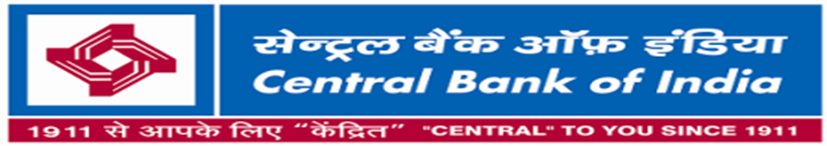 सेन्ट्रल बैंक ऑफ़ इंडिया
Central Bank of India
1911 से आपके लिए “केंद्रित” "CENTRAL" TO YOU SINCE 1911